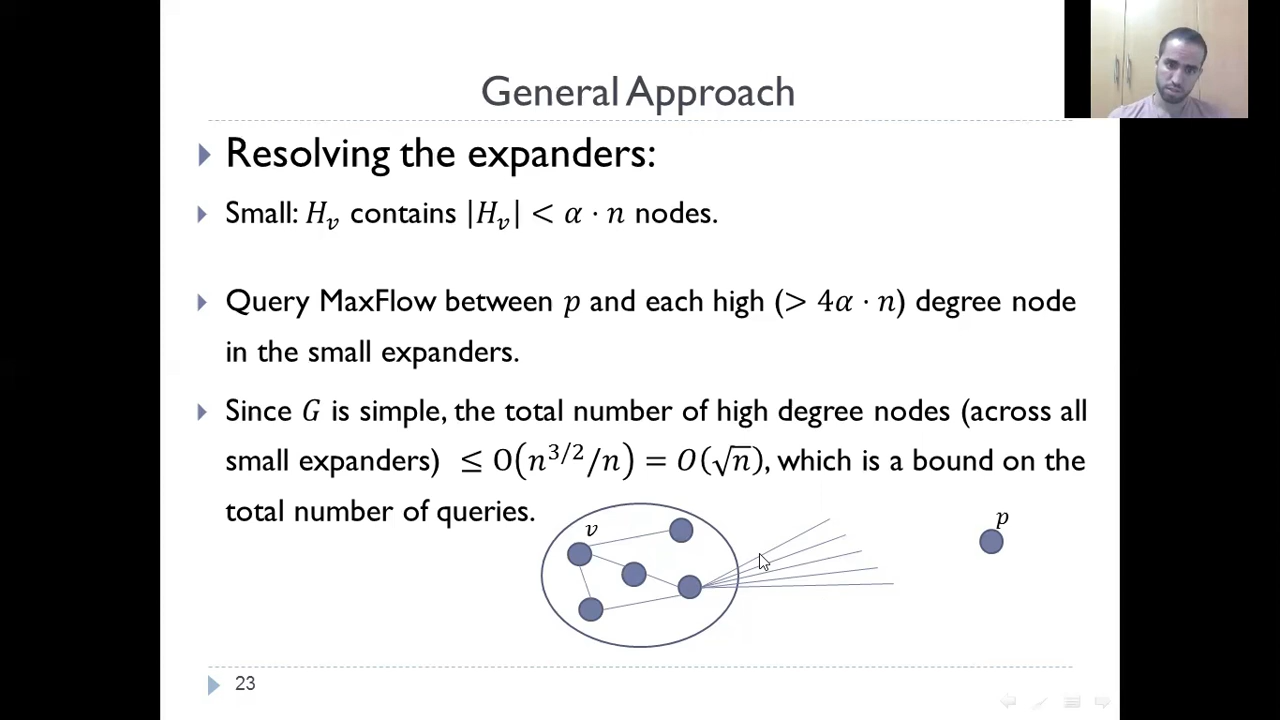 General Approach
Resolving the expanders:
Small: 𝐻ᵥ contains |𝐻ᵥ| < 𝛼 · 𝑛 nodes.
Query MaxFlow between 𝑝 and each high (> 4𝛼 · 𝑛) degree node
in the small expanders.
Since 𝐺 is simple, the total number of high degree nodes (across all
small expanders) ≤ O(𝑛^{3/2}/𝑛) = 𝑂(√𝑛), which is a bound on the
total number of queries.
𝑣
𝑝
23